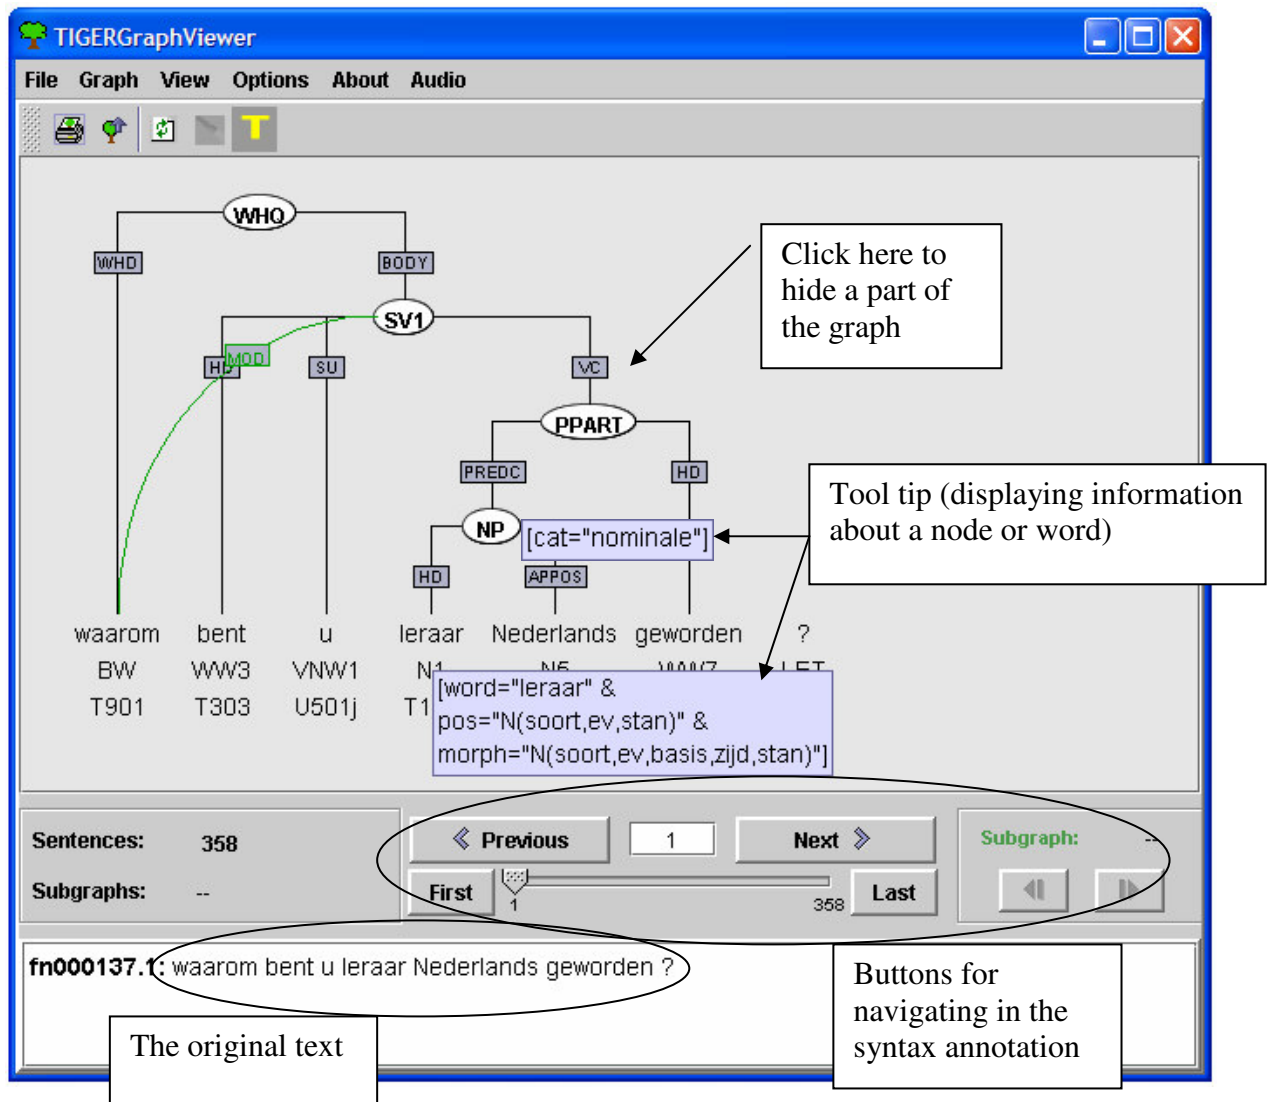 TIGERGraphViewer
File Graph View Options About Audio
T
WHQ
WHD BODY
SV1
HD MOD SU VC
PPART
PREDC HD
NP [cat="nominale"]
HD APPOS
waarom bent u leraar Nederlands geworden ?
BW WW3 VNW1 N1 N5 WW7 LET
T901 T303 U501j
[word="leraar" &
pos="N(soort,ev,stan)" &
morph="N(soort,ev,basis,zijd,stan)"]
Click here to
hide a part of
the graph
Tool tip (displaying information
about a node or word)
Sentences: 358
Subgraphs: --
Previous 1 Next
First 1 358 Last
Subgraph: --
fn000137.1: waarom bent u leraar Nederlands geworden ?
The original text
Buttons for
navigating in the
syntax annotation